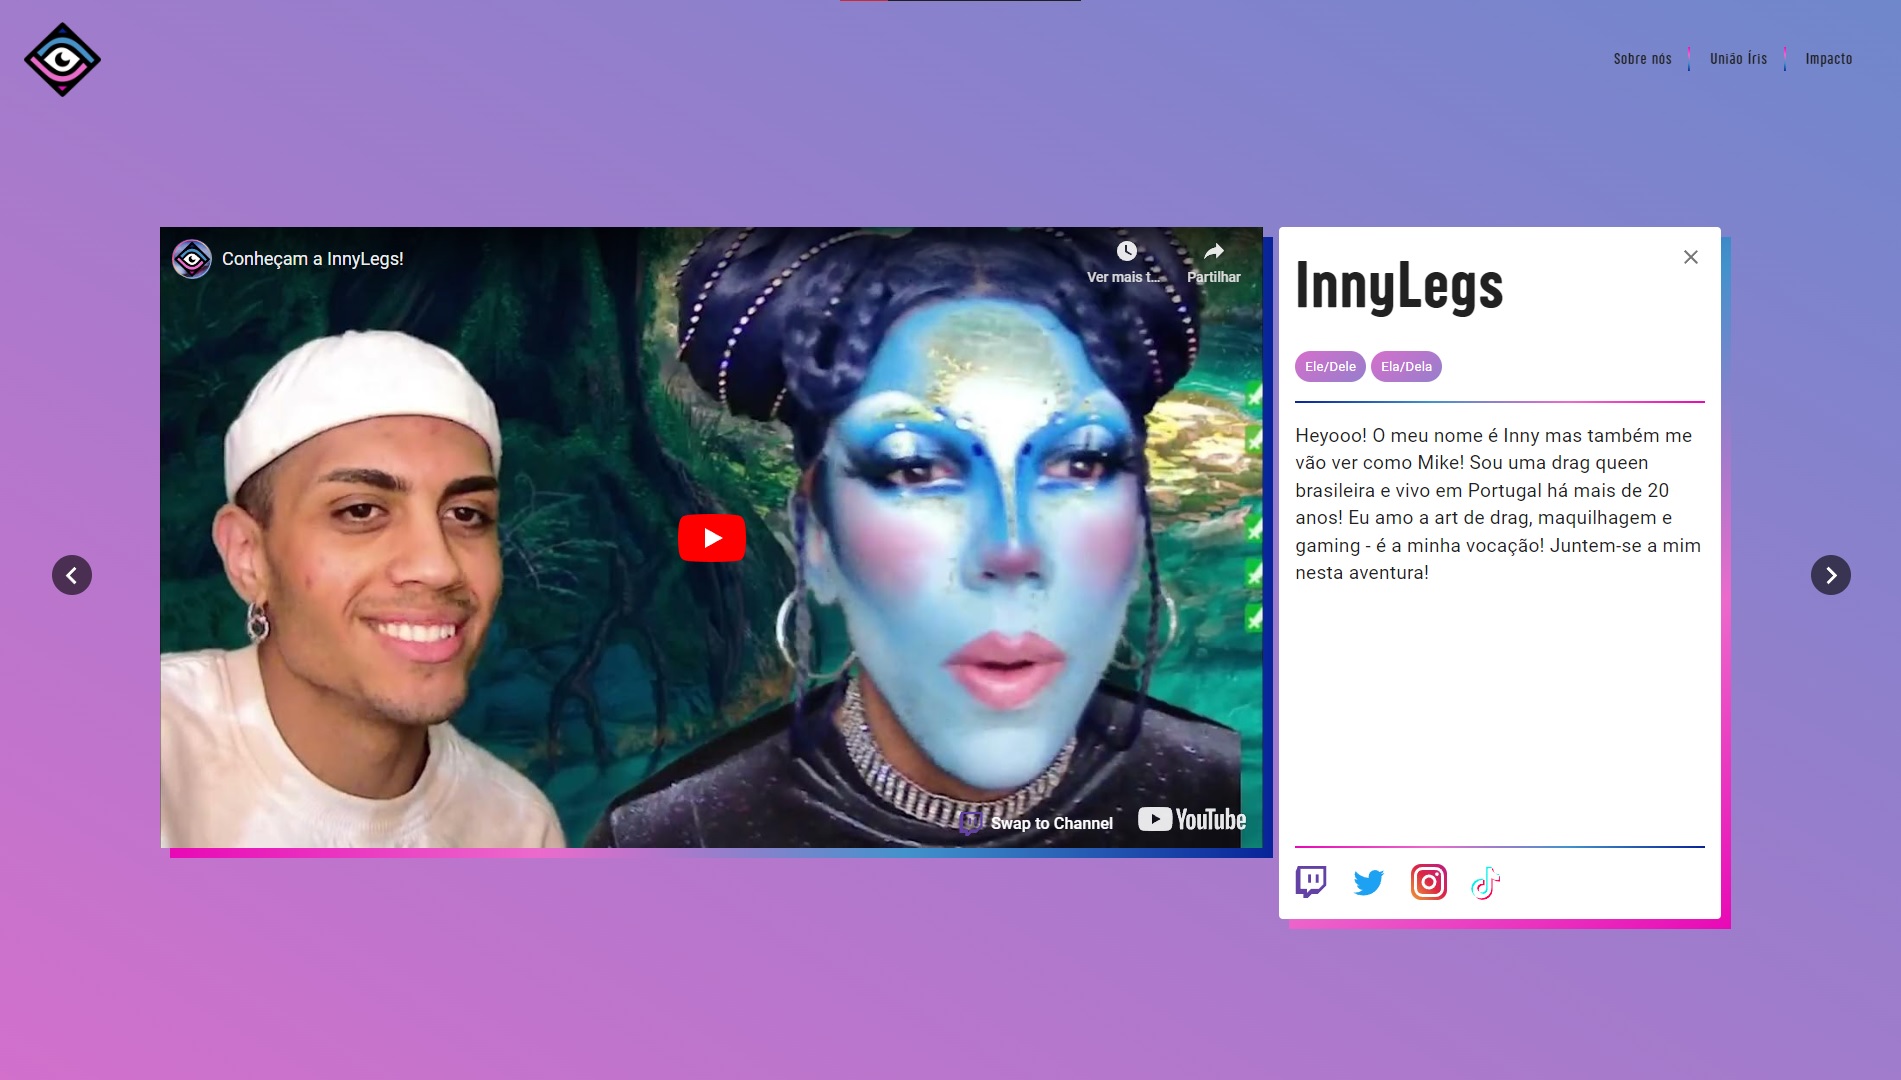 Sobre nós
União Íris
Impacto
Conheçam a InnyLegs!
Ver mais t...
Partilhar
Swap to Channel
YouTube
InnyLegs
Ele/Dele
Ela/Dela
Heyooo! O meu nome é Inny mas também me
vão ver como Mike! Sou uma drag queen
brasileira e vivo em Portugal há mais de 20
anos! Eu amo a art de drag, maquilhagem e
gaming - é a minha vocação! Juntem-se a mim
nesta aventura!